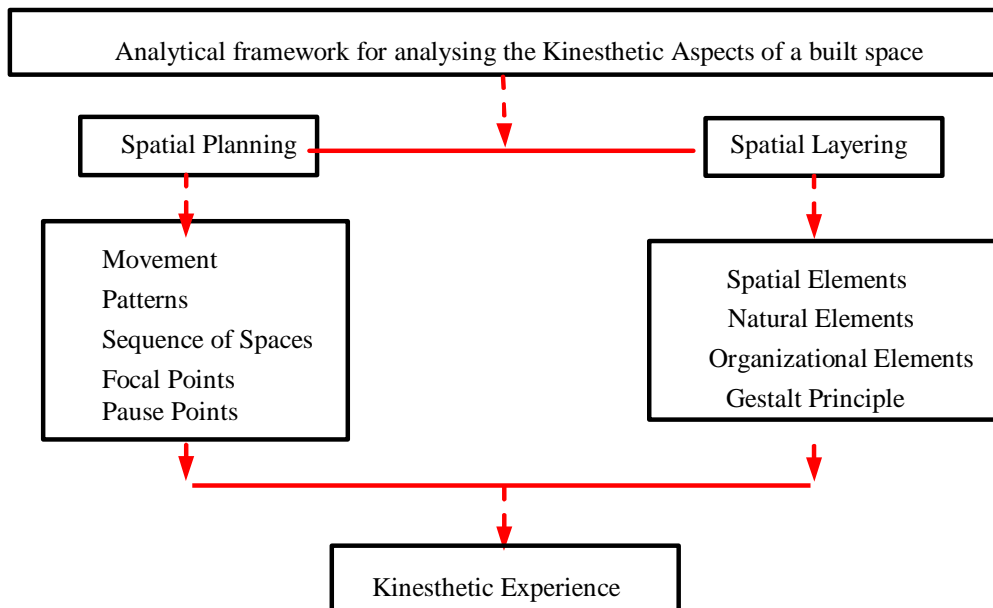 Analytical framework for analysing the Kinesthetic Aspects of a built space
Spatial Planning
Spatial Layering
Movement
Patterns
Sequence of Spaces
Focal Points
Pause Points
Spatial Elements
Natural Elements
Organizational Elements
Gestalt Principle
Kinesthetic Experience